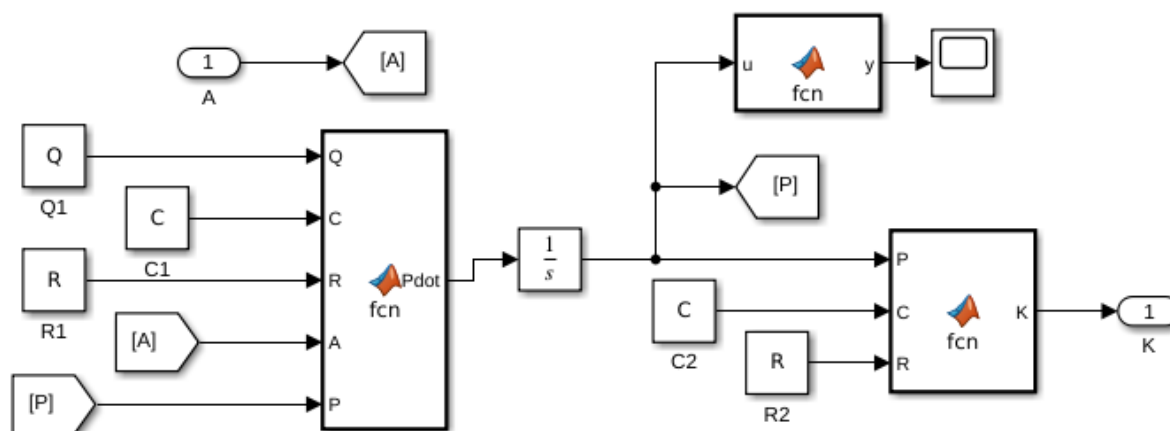 1
A
[A]
Q
Q1
C
C1
R
R1
[A]
[P]
Q
C
R
A
P
Pdot
fcn
1
s
u
y
fcn
[P]
C
C2
R
R2
P
C
R
K
fcn
1
K